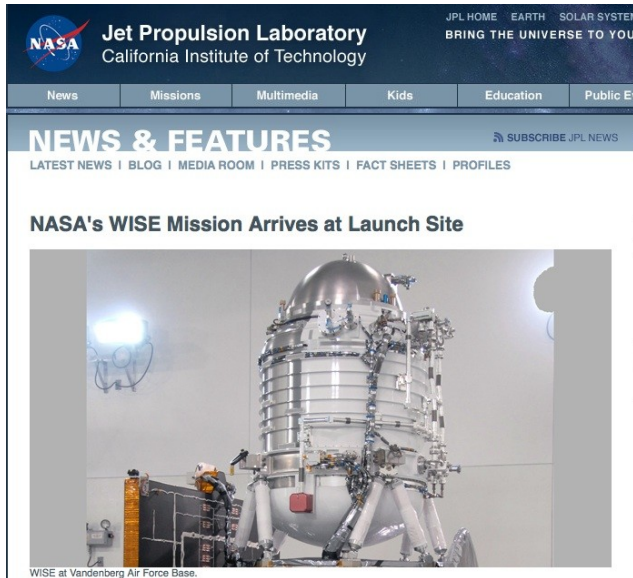 NASA
Jet Propulsion Laboratory
California Institute of Technology
JPL HOME EARTH SOLAR SYSTEM
BRING THE UNIVERSE TO YOU
News Missions Multimedia Kids Education Public
NEWS & FEATURES
SUBSCRIBE JPL NEWS
LATEST NEWS | BLOG | MEDIA ROOM | PRESS KITS | FACT SHEETS | PROFILES
NASA's WISE Mission Arrives at Launch Site
WISE at Vandenberg Air Force Base.